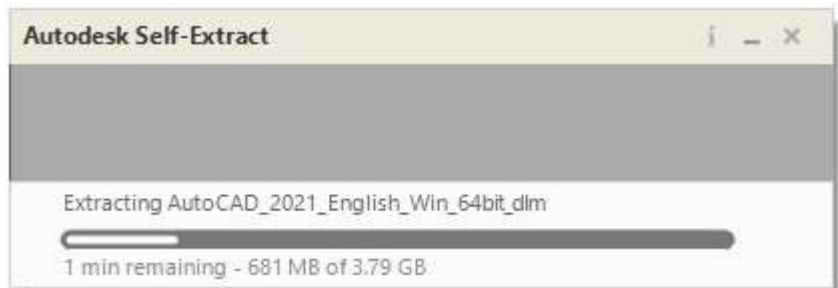 Autodesk Self-Extract
Extracting AutoCAD_2021_English_Win_64bit_dlm
1 min remaining - 681 MB of 3.79 GB